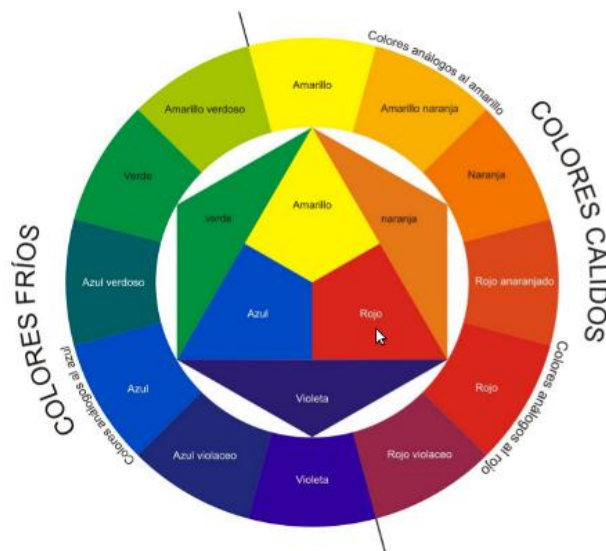 Colores análogos al amarillo
COLORES CALIDOS
Amarillo
Amarillo verdoso
Amarillo naranja
Verde
Naranja
verde
Amarillo
naranja
COLORES FRÍOS
Azul verdoso
Rojo anaranjado
Azul
Rojo
Colores análogos al azul
Azul
Rojo
Colores análogos al rojo
Violeta
Azul violaceo
Rojo violaceo
Violeta